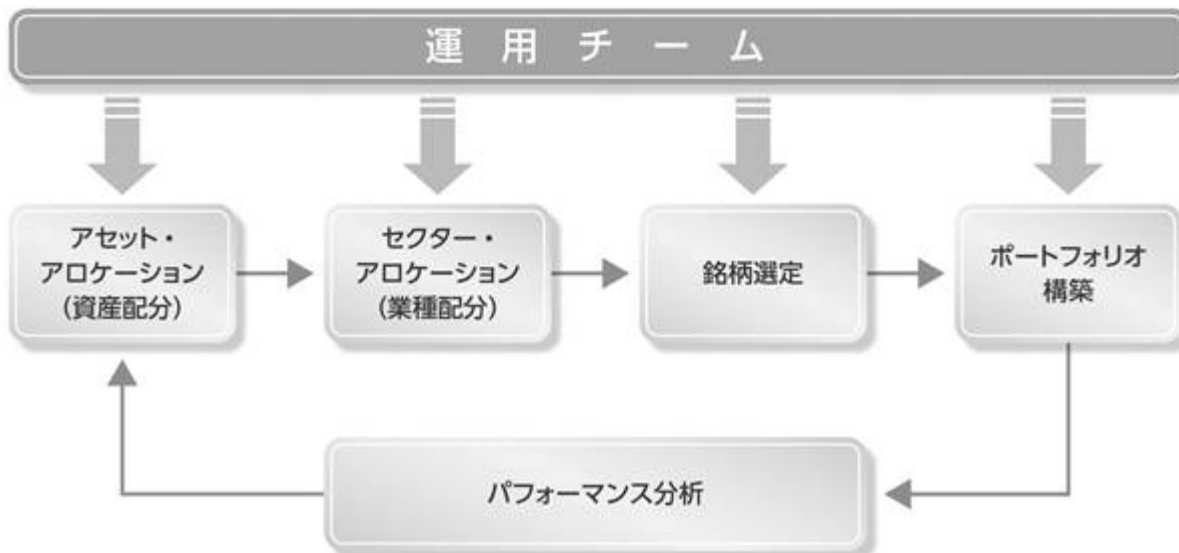 運用チーム
アセット・
アロケーション
(資産配分)
セクター・
アロケーション
(業種配分)
銘柄選定
ポートフォリオ
構築
パフォーマンス分析